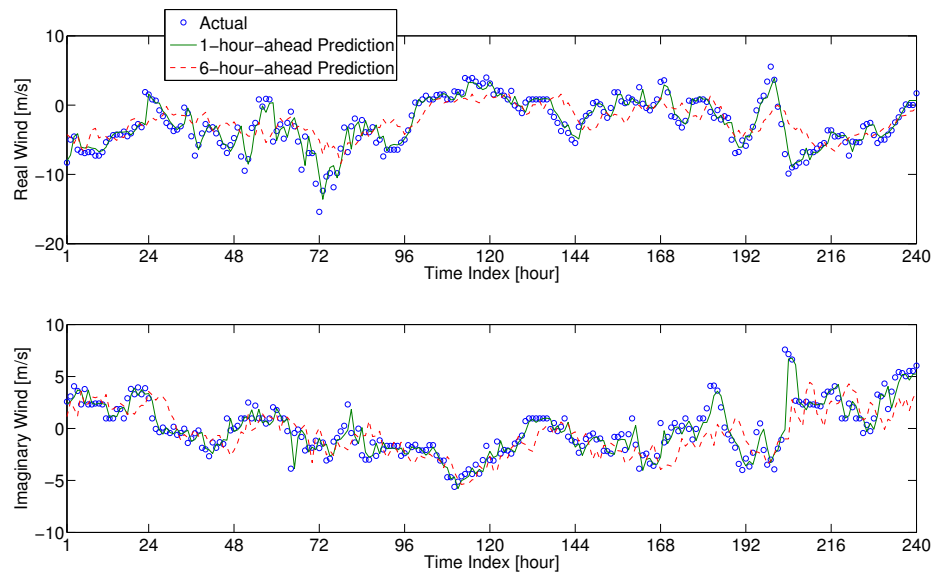 Actual
1−hour−ahead Prediction
6−hour−ahead Prediction
10
0
−10
−20
Real Wind [m/s]
1 24 48 72 96 120 144 168 192 216 240
Time Index [hour]
10
5
0
−5
−10
Imaginary Wind [m/s]
1 24 48 72 96 120 144 168 192 216 240
Time Index [hour]